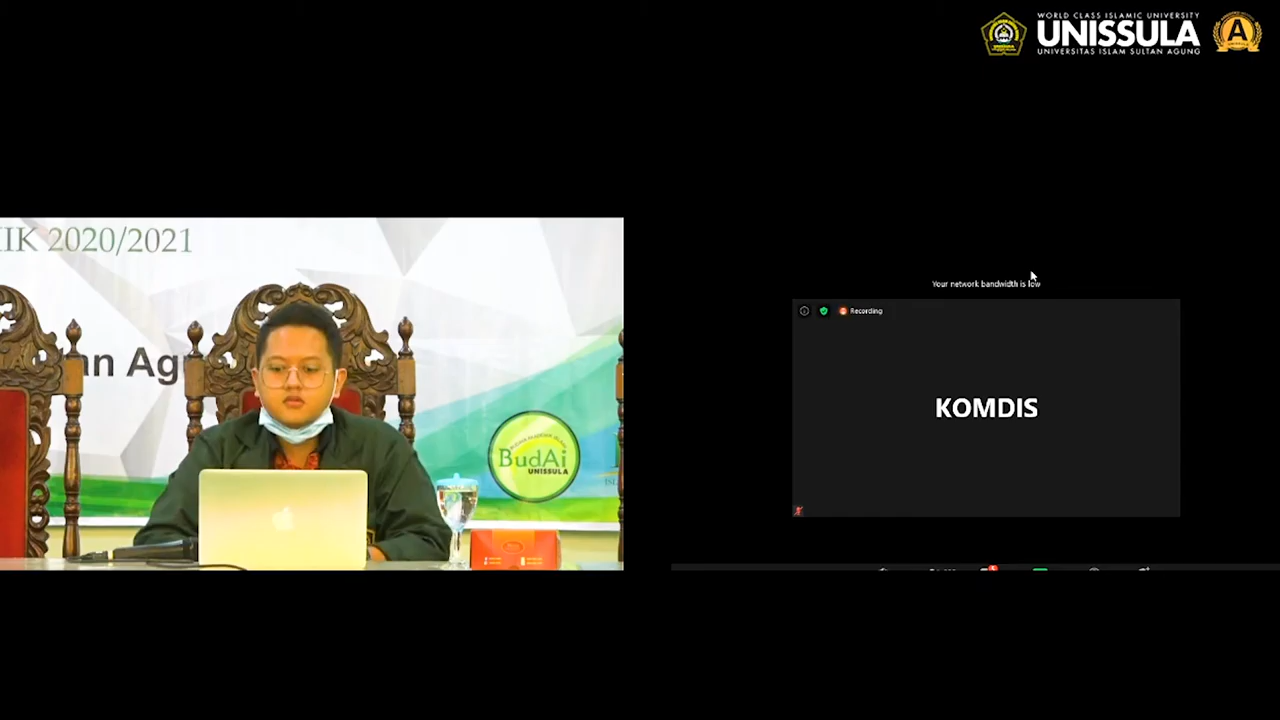 WORLD CLASS ISLAMIC UNIVERSITY
UNISSULA
UNIVERSITAS ISLAM SULTAN AGUNG
A
IK 2020/2021
an Ag
BudAi
UNISSULA
Your network bandwidth is low
Recording
KOMDIS